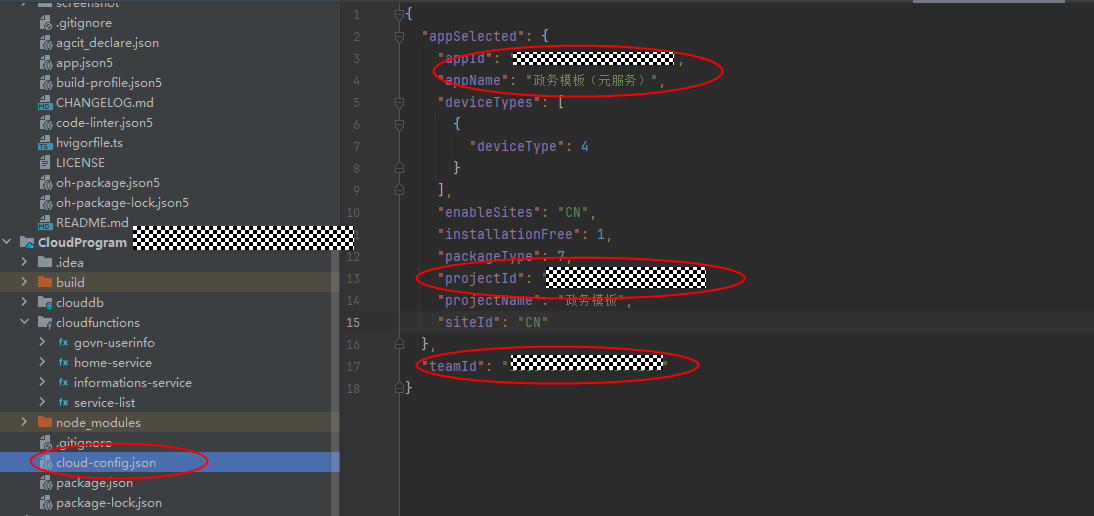 screenshot
.gitignore
agcit_declare.json
app.json5
build-profile.json5
CHANGELOG.md
code-linter.json5
hvigorfile.ts
LICENSE
oh-package.json5
oh-package-lock.json5
README.md
CloudProgram
.idea
build
clouddb
cloudfunctions
govn-userinfo
home-service
informations-service
service-list
node_modules
.gitignore
cloud-config.json
package.json
package-lock.json
1 {
2 "appSelected": {
3 "appId": ,
4 "appName": "政务模板（元服务）",
5 "deviceTypes": [
6 {
7 "deviceType": 4
8 }
9 ],
10 "enableSites": "CN",
11 "installationFree": 1,
12 "packageType": 7,
13 "projectId": "
14 "projectName": "政务模板",
15 "siteId": "CN"
16 },
17 "teamId": "
18 }